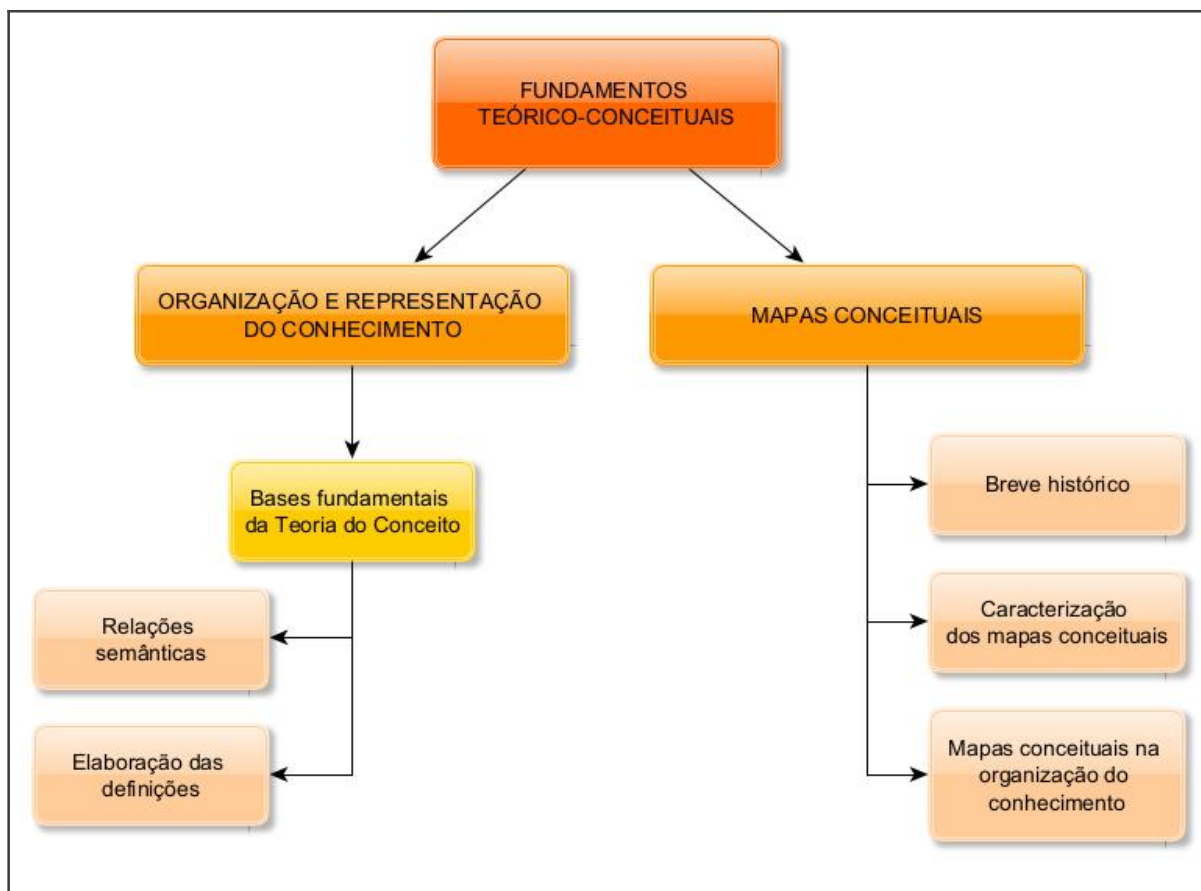 FUNDAMENTOS
TEÓRICO-CONCEITUAIS
ORGANIZAÇÃO E REPRESENTAÇÃO
DO CONHECIMENTO
MAPAS CONCEITUAIS
Bases fundamentais
da Teoria do Conceito
Relações
semânticas
Elaboração das
definições
Breve histórico
Caracterização
dos mapas conceituais
Mapas conceituais na
organização do
conhecimento